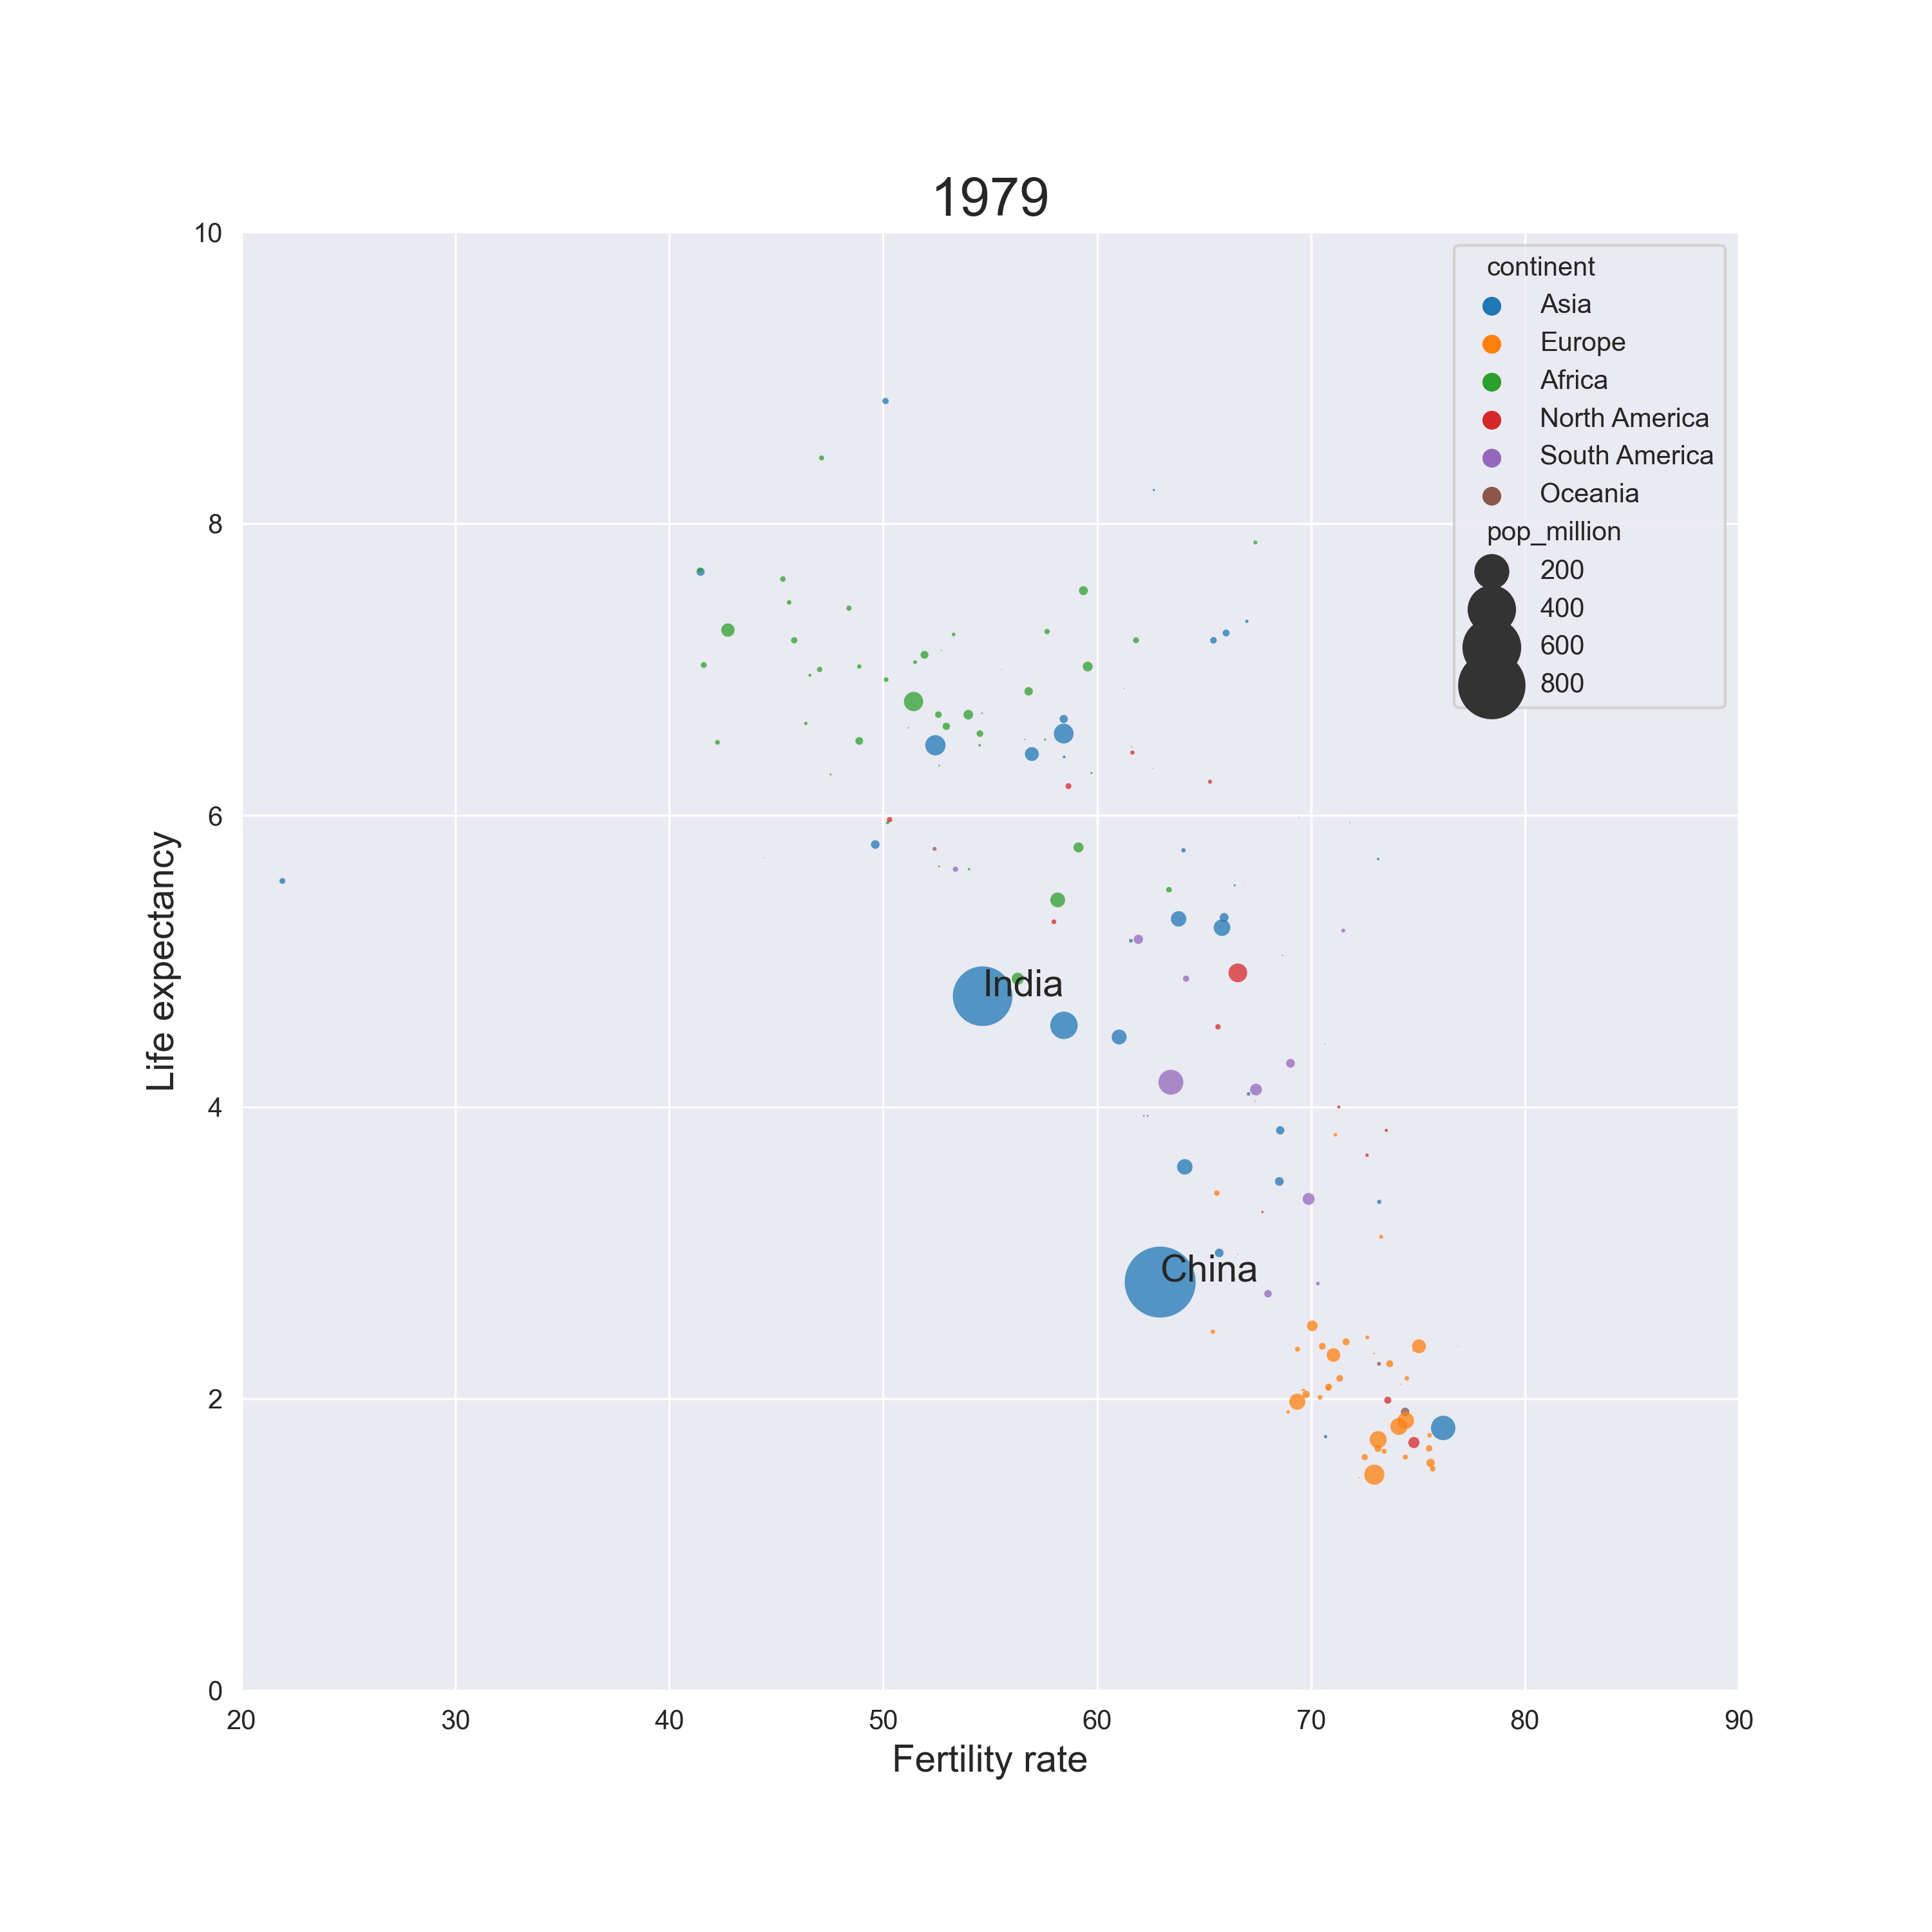 1979
10
8
6
4
2
0
Life expectancy
continent
Asia
Europe
Africa
North America
South America
Oceania
pop_million
200
400
600
800
India
China
20 30 40 50 60 70 80 90
Fertility rate